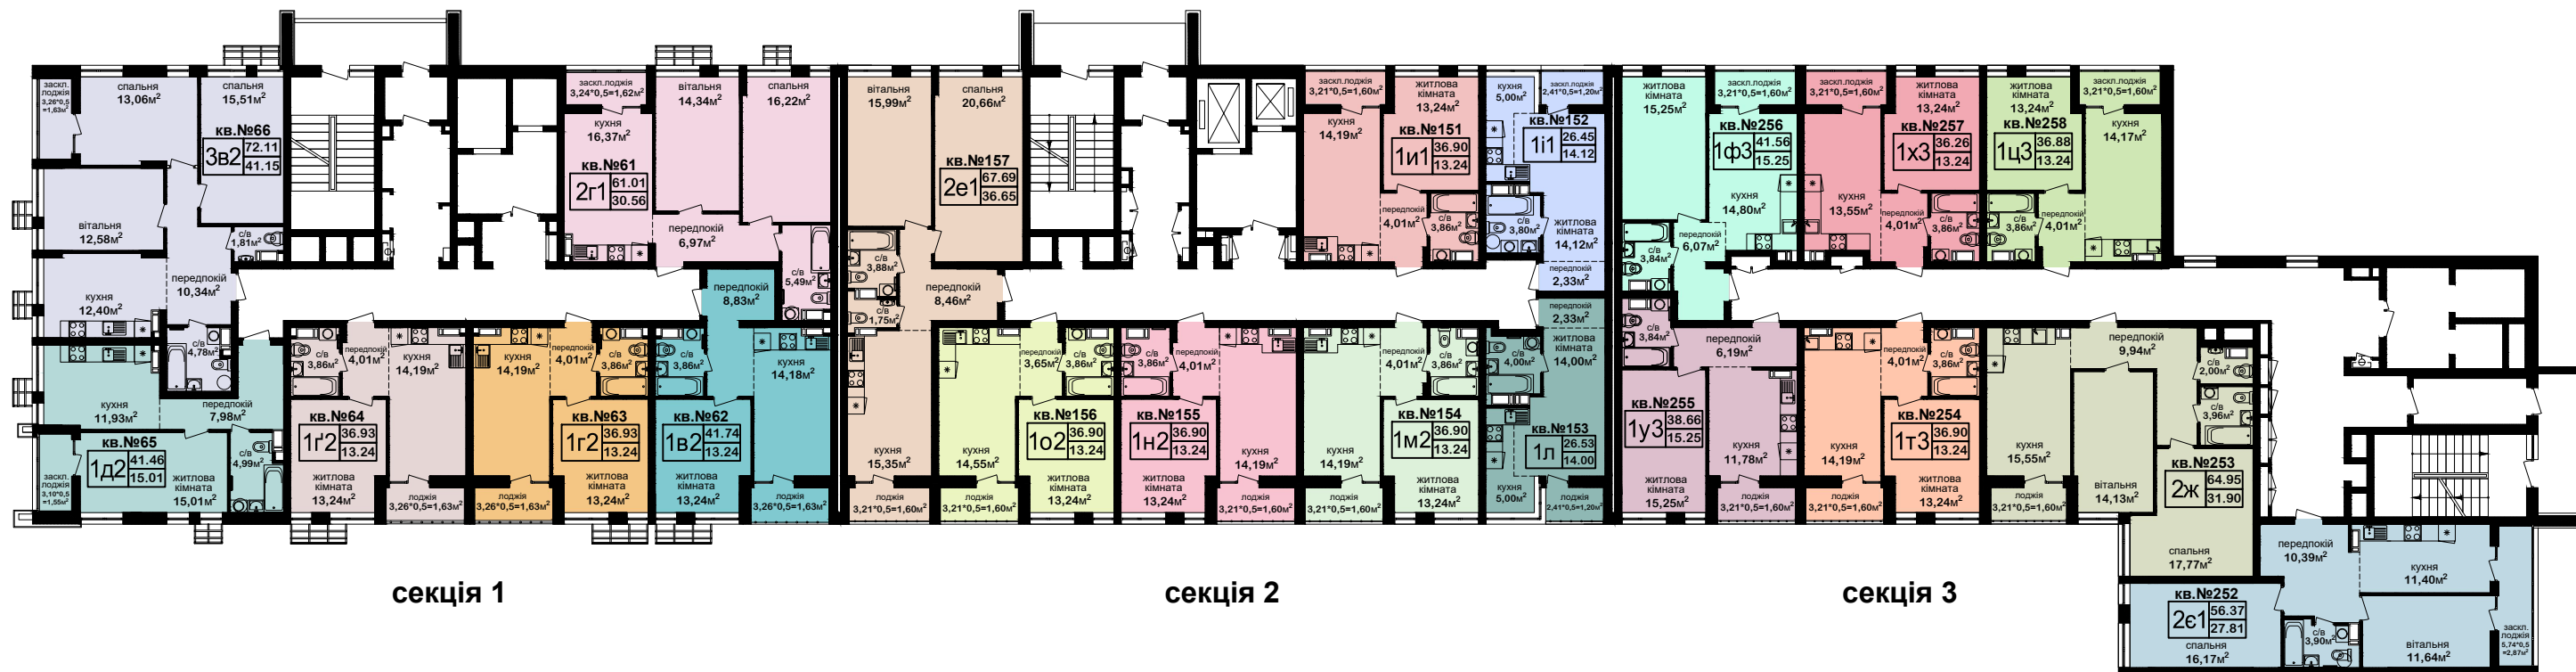 заскл.
лоджія
3,26*0,5
=1,63м²
спальня
13,06м²
спальня
15,51м²
кв.№66
3в2
72.11
41.15
вітальня
12,58м²
с/в
1,81м²
передпокій
10,34м²
кухня
12,40м²
с/в
4,78м²
кухня
11,93м²
передпокій
7,98м²
кв.№65
1д2
41.46
15.01
заскл.
лоджія
3,10*0,5
=1,55м²
житлова
кімната
15,01м²
с/в
4,99м²
с/в
3,86м²
передпокій
4,01м²
кухня
14,19м²
кв.№64
1ґ2
36.93
13.24
житлова
кімната
13,24м²
лоджія
3,26*0,5=1,63м²
кухня
14,19м²
передпокій
4,01м²
с/в
3,86м²
кв.№63
1г2
36.93
13.24
лоджія
3,26*0,5=1,63м²
житлова
кімната
13,24м²
заскл.лоджія
3,24*0,5=1,62м²
вітальня
14,34м²
спальня
16,22м²
кухня
16,37м²
кв.№61
2г1
61.01
30.56
передпокій
6,97м²
с/в
5,49м²
передпокій
8,83м²
с/в
3,86м²
кухня
14,18м²
кв.№62
1в2
41.74
13.24
житлова
кімната
13,24м²
лоджія
3,26*0,5=1,63м²
секція 1
вітальня
15,99м²
спальня
20,66м²
кв.№157
2е1
67.69
36.65
с/в
3,88м²
передпокій
8,46м²
с/в
1,75м²
кухня
15,35м²
лоджія
3,21*0,5=1,60м²
передпокій
3,65м²
с/в
3,86м²
кв.№156
1о2
36.90
13.24
кухня
14,55м²
житлова
кімната
13,24м²
лоджія
3,21*0,5=1,60м²
с/в
3,86м²
передпокій
4,01м²
кв.№155
1н2
36.90
13.24
кухня
14,19м²
житлова
кімната
13,24м²
лоджія
3,21*0,5=1,60м²
передпокій
4,01м²
с/в
3,86м²
кв.№154
1м2
36.90
13.24
кухня
14,19м²
житлова
кімната
13,24м²
лоджія
3,21*0,5=1,60м²
заскл.лоджія
3,21*0,5=1,60м²
житлова
кімната
13,24м²
кухня
14,19м²
кв.№151
1и1
36.90
13.24
передпокій
4,01м²
с/в
3,86м²
кухня
5,00м²
заскл.лоджія
2,41*0,5=1,20м²
кв.№152
1і1
26.45
14.12
с/в
3,80м²
житлова
кімната
14,12м²
передпокій
2,33м²
передпокій
2,33м²
с/в
4,00м²
житлова
кімната
14,00м²
кв.№153
1л
26.53
14.00
кухня
5,00м²
лоджія
2,41*0,5=1,20м²
секція 2
житлова
кімната
15,25м²
заскл.лоджія
3,21*0,5=1,60м²
кв.№256
1ф3
41.56
15.25
кухня
14,80м²
с/в
3,84м²
передпокій
6,07м²
заскл.лоджія
3,21*0,5=1,60м²
житлова
кімната
13,24м²
кв.№257
1х3
36.26
13.24
кухня
13,55м²
передпокій
4,01м²
с/в
3,86м²
житлова
кімната
13,24м²
заскл.лоджія
3,21*0,5=1,60м²
кв.№258
1ц3
36.88
13.24
кухня
14,17м²
с/в
3,86м²
передпокій
4,01м²
с/в
3,84м²
передпокій
6,19м²
кв.№255
1у3
38.66
15.25
кухня
11,78м²
житлова
кімната
15,25м²
лоджія
3,21*0,5=1,60м²
передпокій
4,01м²
с/в
3,86м²
кв.№254
1т3
36.90
13.24
кухня
14,19м²
житлова
кімната
13,24м²
лоджія
3,21*0,5=1,60м²
передпокій
9,94м²
с/в
2,00м²
с/в
3,96м²
кухня
15,55м²
кв.№253
2ж
64.95
31.90
вітальня
14,13м²
лоджія
3,21*0,5=1,60м²
спальня
17,77м²
передпокій
10,39м²
кухня
11,40м²
кв.№252
2є1
56.37
27.81
спальня
16,17м²
с/в
3,90м²
вітальня
11,64м²
заскл.
лоджія
5,74*0,5
=2,87м²
секція 3